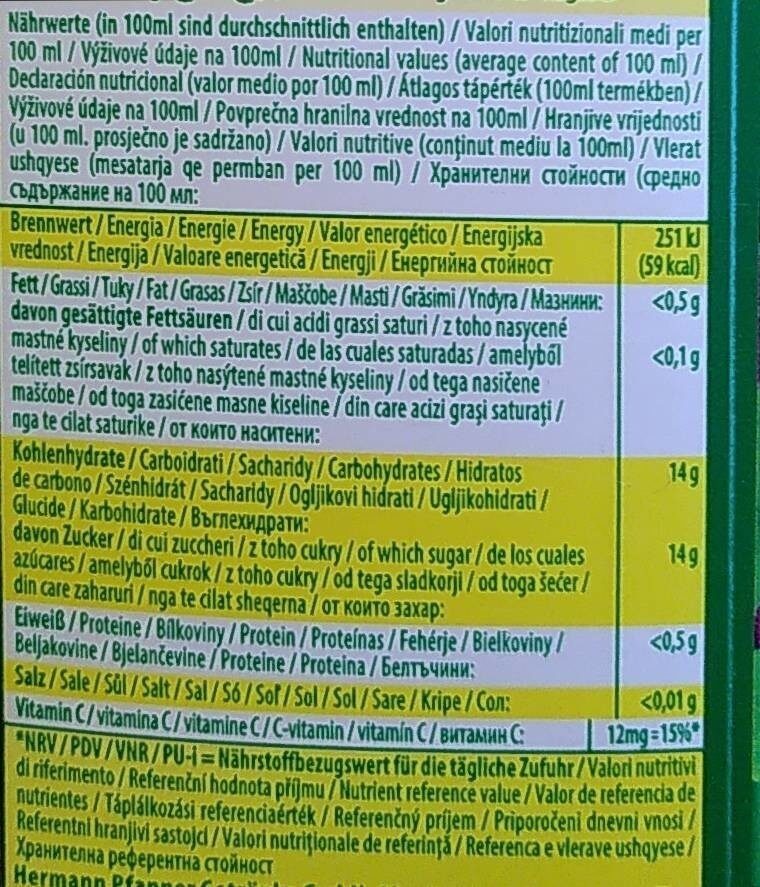 Nährwerte (in 100ml sind durchschnittlich enthalten) / Valori nutritizionali medi per
100 ml / Výživové údaje na 100ml / Nutritional values (average content of 100 ml) /
Declaración nutricional (valor medio por 100 ml) / Átlagos tápérték (100ml termékben) /
Výživové údaje na 100ml / Povprečna hranilna vrednost na 100ml / Hranjive vrijednosti
(u 100 ml. prosječno je sadržano) / Valori nutritive (conţinut mediu la 100ml) / Vlerat
ushqyese (mesatarja qe permban per 100 ml) / Хранителни стойности (средно
съдържание на 100 мл:
Brennwert / Energia / Energie / Energy / Valor energético / Energijska 251 kJ
vrednost / Energija / Valoare energetică / Energji / Енергийна стойност (59 kcal)
Fett / Grassi / Tuky / Fat / Grasas / Zsír / Maščobe / Masti / Grăsimi / Yndyra / Мазнини: <0,5 g
davon gesättigte Fettsäuren / di cui acidi grassi saturi / z toho nasycené
mastné kyseliny / of which saturates / de las cuales saturadas / amelyből <0,1 g
telített zsírsavak / z toho nasýtené mastné kyseliny / od tega nasičene
maščobe / od toga zasićene masne kiseline / din care acizi graşi saturaţi /
nga te cilat saturike / от които наситени:
Kohlenhydrate / Carboidrati / Sacharidy / Carbohydrates / Hidratos 14 g
de carbono / Szénhidrát / Sacharidy / Ogljikovi hidrati / Ugljikohidrati /
Glucide / Karbohidrate / Въглехидрати:
davon Zucker / di cui zuccheri / z toho cukry / of which sugar / de los cuales 14 g
azúcares / amelyből cukrok / z toho cukry / od tega sladkorji / od toga šećer /
din care zaharuri / nga te cilat sheqerna / от които захар:
Eiweiß / Proteine / Bílkoviny / Protein / Proteínas / Fehérje / Bielkoviny / <0,5 g
Beljakovine / Bjelančevine / Proteine / Proteina / Белтъчини:
Salz / Sale / Sůl / Salt / Sal / Só / Soľ / Sol / Sol / Sare / Kripe / Сол: <0,01 g
Vitamin C / vitamina C / vitamine C / C-vitamin / vitamín C / витамин C: 12mg=15%*
*NRV / PDV / VNR / PU-i = Nährstoffbezugswert für die tägliche Zufuhr / Valori nutritivi
di riferimento / Referenční hodnota příjmu / Nutrient reference value / Valor de referencia de
nutrientes / Táplálkozási referenciaérték / Referenčný príjem / Priporočeni dnevni vnosi /
Referentni hranjivi sastojci / Valori nutriţionale de referinţă / Referenca e vlerave ushqyese /
Хранителна референтна стойност
Hermann Pfanner